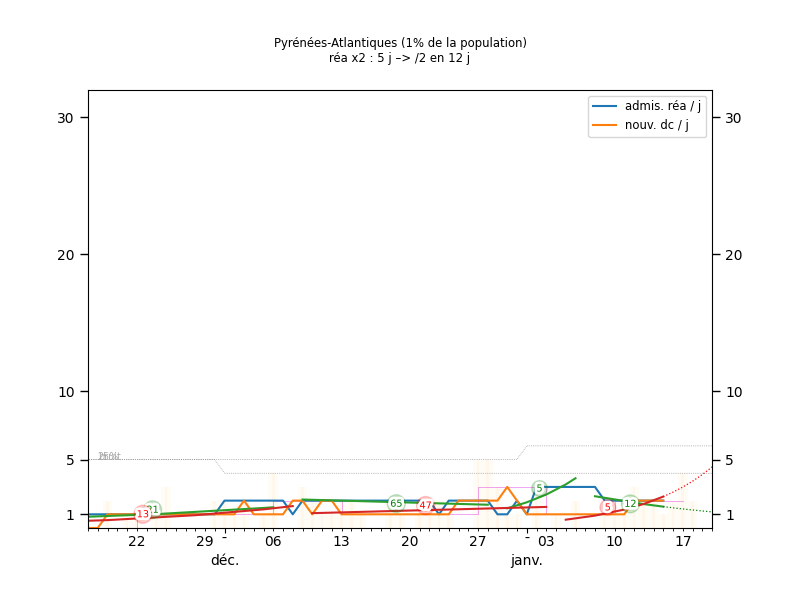 Pyrénées-Atlantiques (1% de la population)
réa x2 : 5 j –> /2 en 12 j
admis. réa / j
nouv. dc / j
30 30
20 20
10 10
5 5
1 1
13
65
47
5
5
12
22 29 - 06 13 20 27 - 03 10 17
déc. janv.